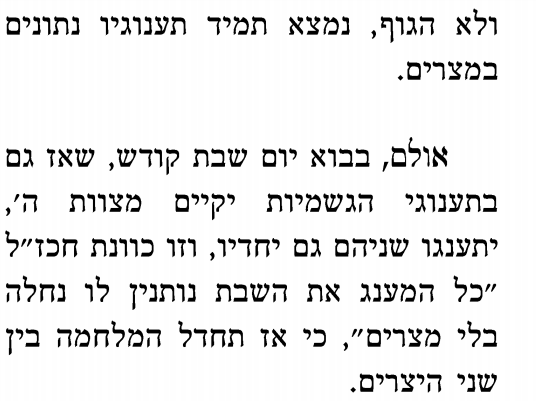 ולא הגוף, נמצא תמיד תענוגיו נתונים
במצרים.
אולם, בבוא יום שבת קודש, שאז גם
בתענוגי הגשמיות יקיים מצוות ה׳,
יתענגו שניהם גם יחדיו, וזו כוונת חכז״ל
״כל המענג את השבת נותנין לו נחלה
בלי מצרים״, כי אז תחדל המלחמה בין
שני היצרים.